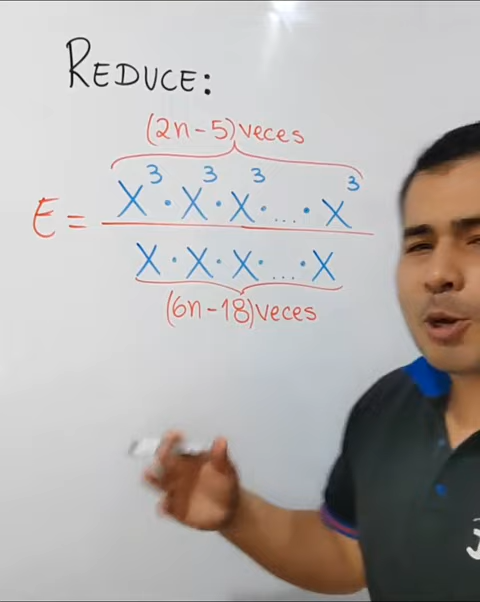 REDUCE:
(2n-5) veces
E = x³·x³·x³·...·x³
x·x·x·...·x
(6n-18) veces